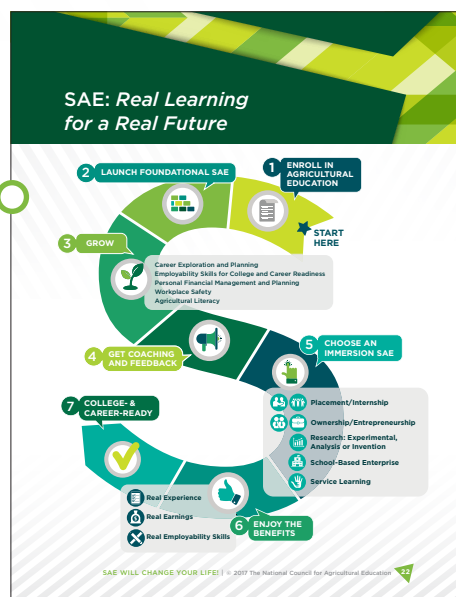 SAE: Real Learning
for a Real Future
1 ENROLL IN
AGRICULTURAL
EDUCATION
START
HERE
2 LAUNCH FOUNDATIONAL SAE
3 GROW
Career Exploration and Planning
Employability Skills for College and Career Readiness
Personal Financial Management and Planning
Workplace Safety
Agricultural Literacy
4 GET COACHING
AND FEEDBACK
5 CHOOSE AN
IMMERSION SAE
Placement/Internship
Ownership/Entrepreneurship
Research: Experimental,
Analysis or Invention
School-Based Enterprise
Service Learning
6 ENJOY THE
BENEFITS
Real Experience
Real Earnings
Real Employability Skills
7 COLLEGE- &
CAREER-READY
SAE WILL CHANGE YOUR LIFE! | © 2017 The National Council for Agricultural Education 22